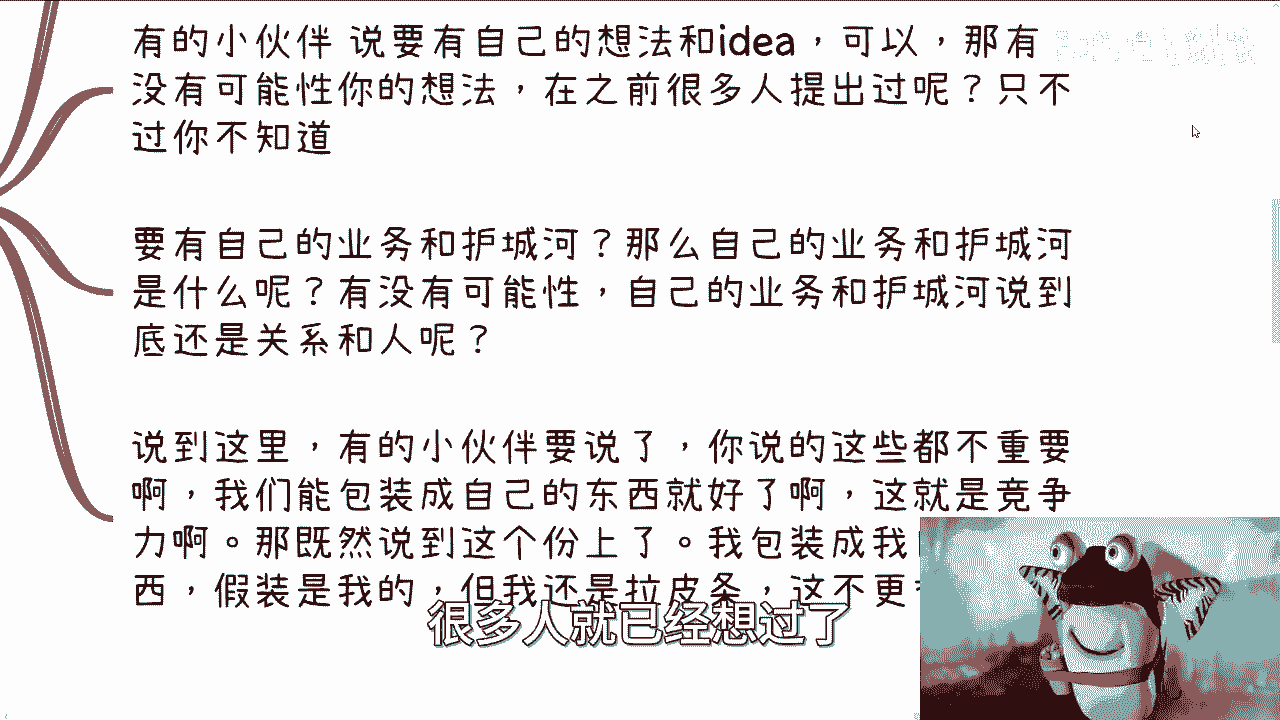 有的小伙伴 说要有自己的想法和idea，可以，那有
没有可能性你的想法，在之前很多人提出过呢？只不
过你不知道
要有自己的业务和护城河？那么自己的业务和护城河
是什么呢？有没有可能性，自己的业务和护城河说到
底还是关系和人呢？
说到这里，有的小伙伴要说了，你说的这些都不重要
啊，我们能包装成自己的东西就好了啊，这就是竞争
力啊。那既然说到这个份上了。我包装成我
西，假装是我的，但我还是拉皮条，这不更
很多人就已经想过了